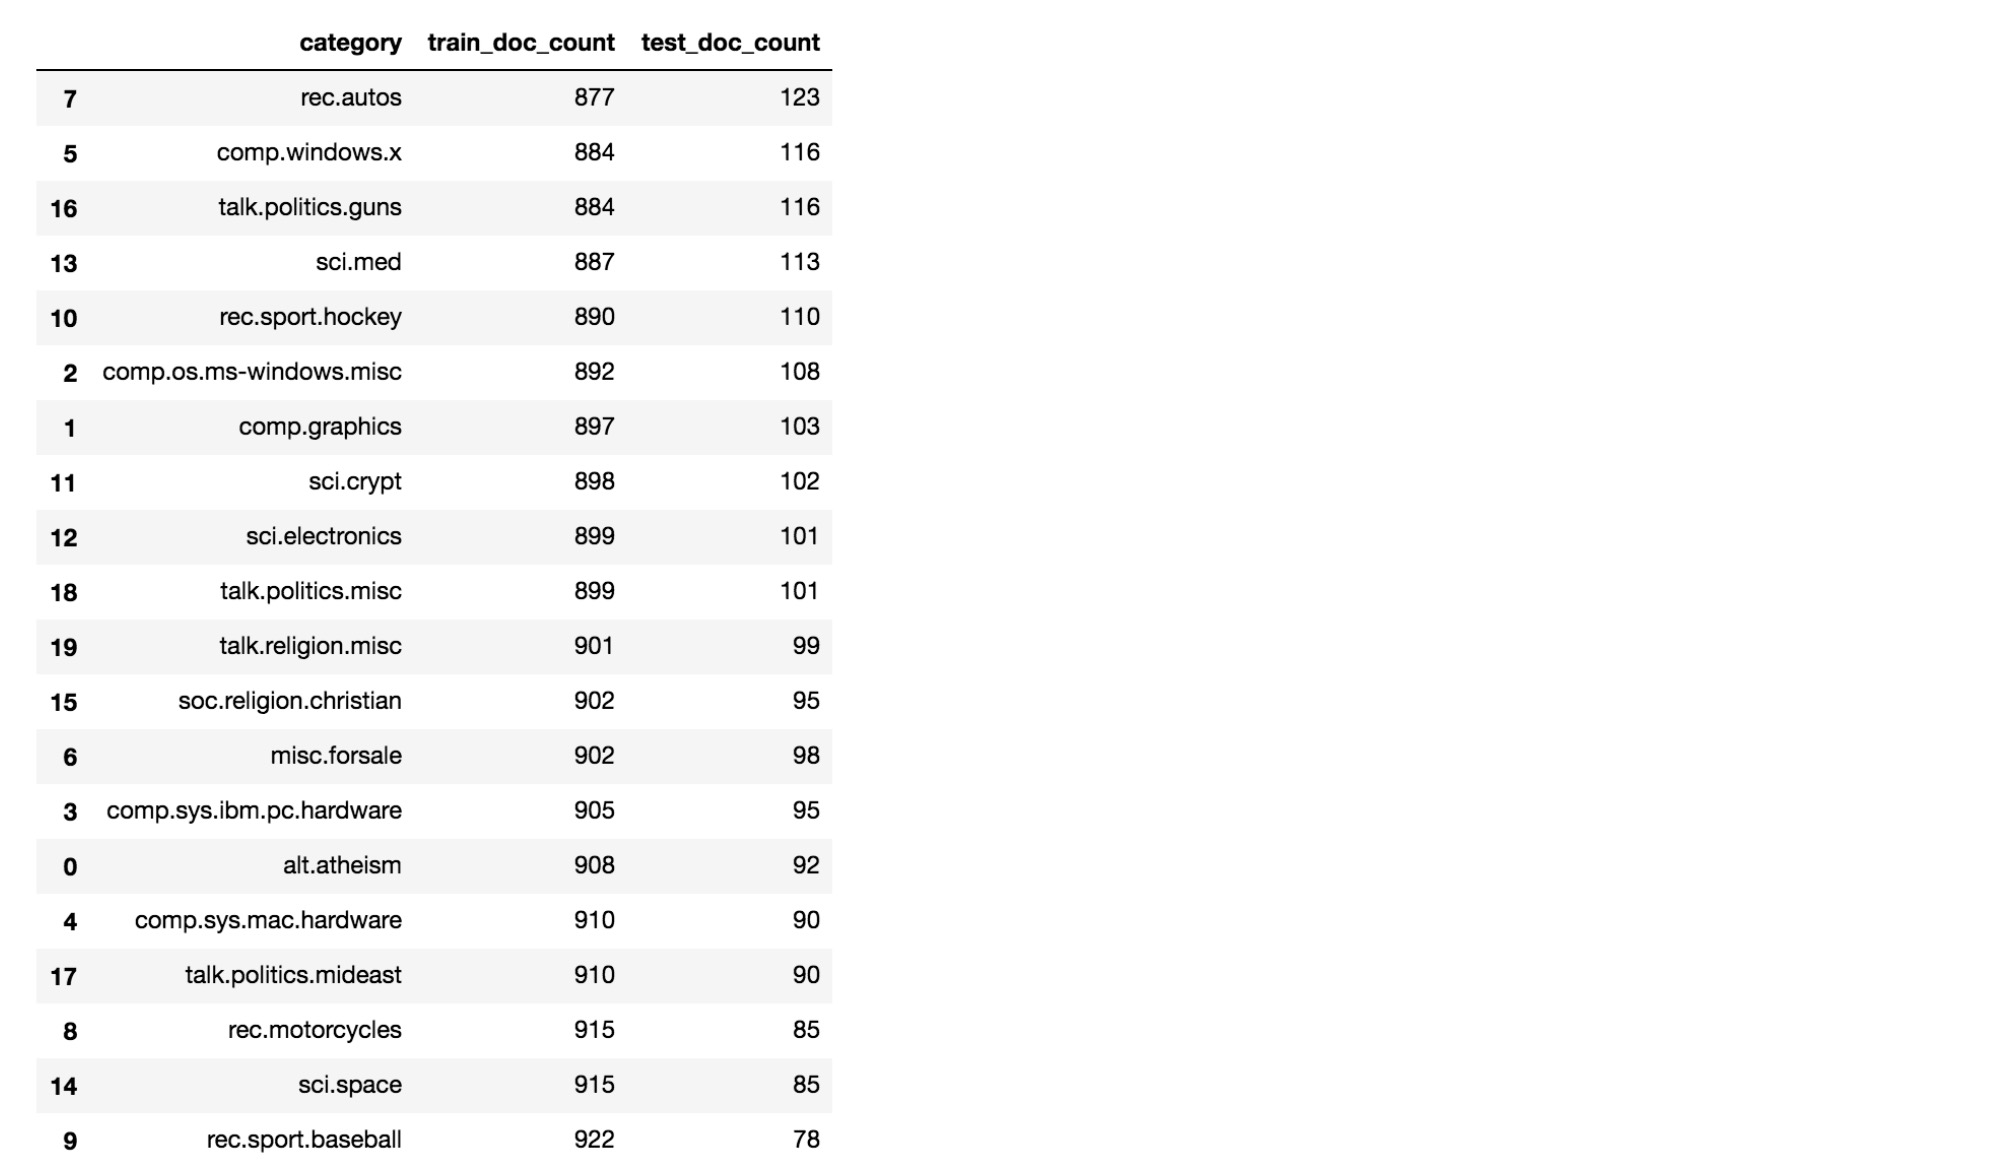 category train_doc_count test_doc_count
7 rec.autos 877 123
5 comp.windows.x 884 116
16 talk.politics.guns 884 116
13 sci.med 887 113
10 rec.sport.hockey 890 110
2 comp.os.ms-windows.misc 892 108
1 comp.graphics 897 103
11 sci.crypt 898 102
12 sci.electronics 899 101
18 talk.politics.misc 899 101
19 talk.religion.misc 901 99
15 soc.religion.christian 902 95
6 misc.forsale 902 98
3 comp.sys.ibm.pc.hardware 905 95
0 alt.atheism 908 92
4 comp.sys.mac.hardware 910 90
17 talk.politics.mideast 910 90
8 rec.motorcycles 915 85
14 sci.space 915 85
9 rec.sport.baseball 922 78